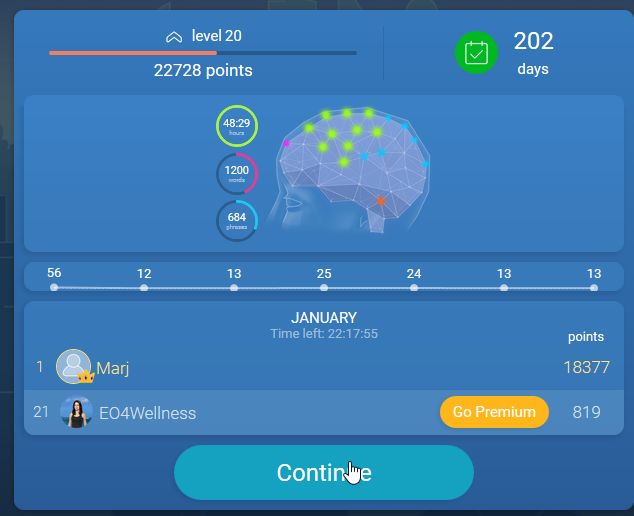 level 20
22728 points
202
days
48:29
hours
1200
words
684
phrases
56 12 13 25 24 13 13
JANUARY
Time left: 22:17:55
points
1 Marj 18377
21 EO4Wellness Go Premium 819
Continue